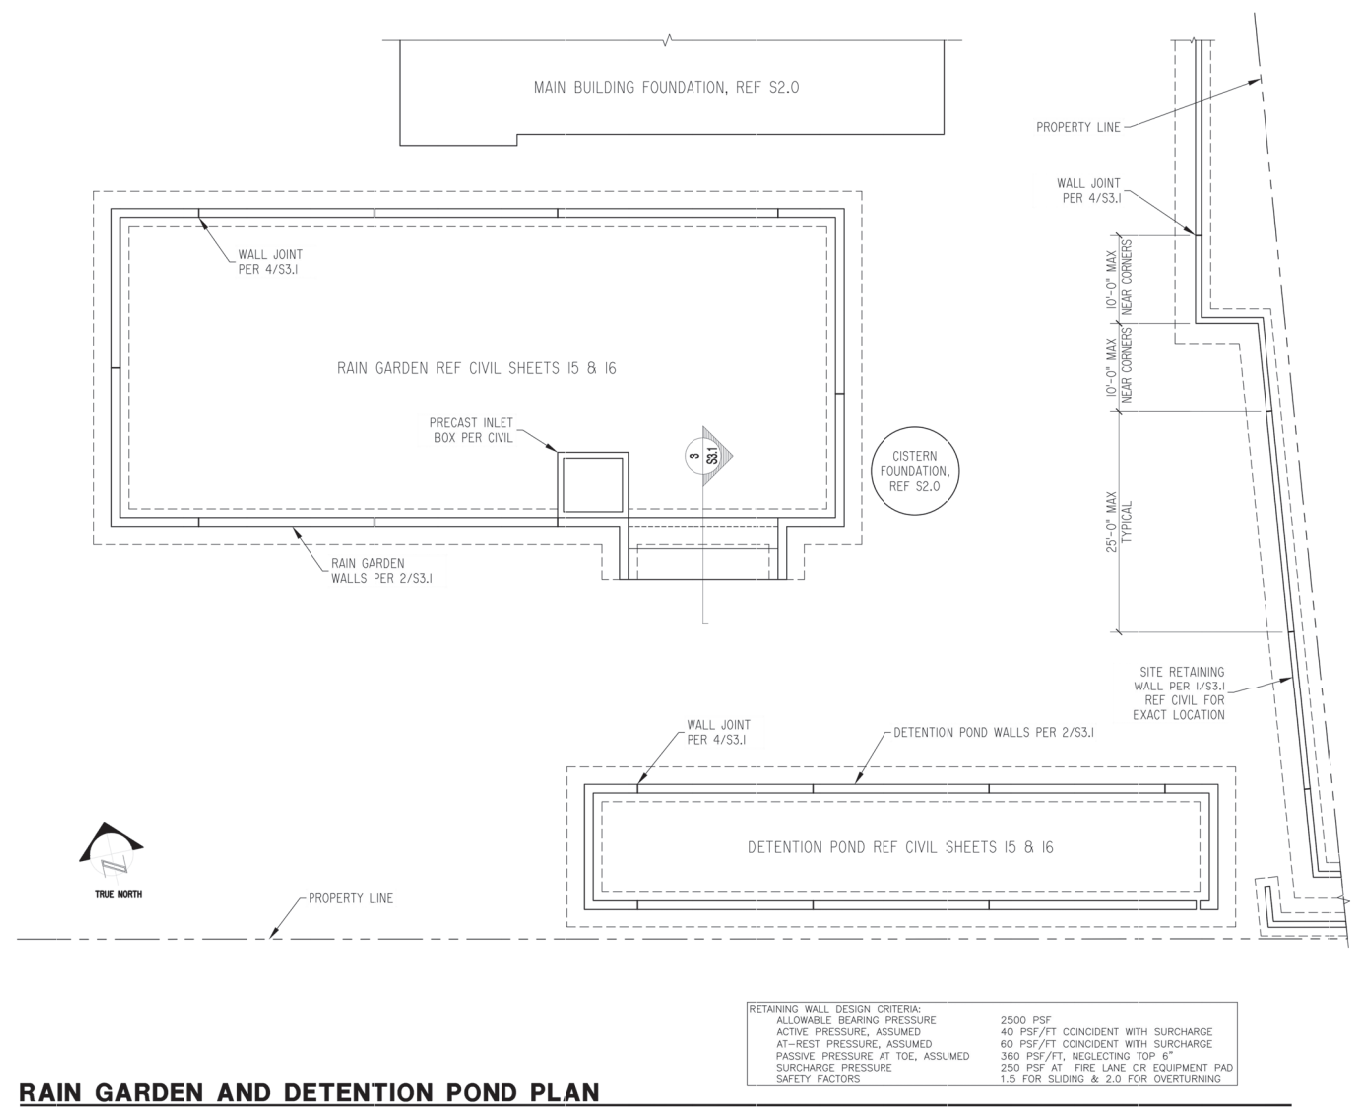 MAIN BUILDING FOUNDATION, REF S2.0
PROPERTY LINE
WALL JOINT
PER 4/S3.1
10'-0" MAX
NEAR CORNERS
10'-0" MAX
NEAR CORNERS
25'-0" MAX
TYPICAL
WALL JOINT
PER 4/S3.1
RAIN GARDEN REF CIVIL SHEETS 15 & 16
PRECAST INLET
BOX PER CIVIL
3
S3.1
CISTERN
FOUNDATION,
REF S2.0
RAIN GARDEN
WALLS PER 2/S3.1
SITE RETAINING
WALL PER 1/S3.1
REF CIVIL FOR
EXACT LOCATION
WALL JOINT
PER 4/S3.1
DETENTION POND WALLS PER 2/S3.1
DETENTION POND REF CIVIL SHEETS 15 & 16
N
TRUE NORTH
PROPERTY LINE
RETAINING WALL DESIGN CRITERIA:
ALLOWABLE BEARING PRESSURE 2500 PSF
ACTIVE PRESSURE, ASSUMED 40 PSF/FT COINCIDENT WITH SURCHARGE
AT-REST PRESSURE, ASSUMED 60 PSF/FT COINCIDENT WITH SURCHARGE
PASSIVE PRESSURE AT TOE, ASSUMED 360 PSF/FT, NEGLECTING TOP 6"
SURCHARGE PRESSURE 250 PSF AT FIRE LANE OR EQUIPMENT PAD
SAFETY FACTORS 1.5 FOR SLIDING & 2.0 FOR OVERTURNING
RAIN GARDEN AND DETENTION POND PLAN